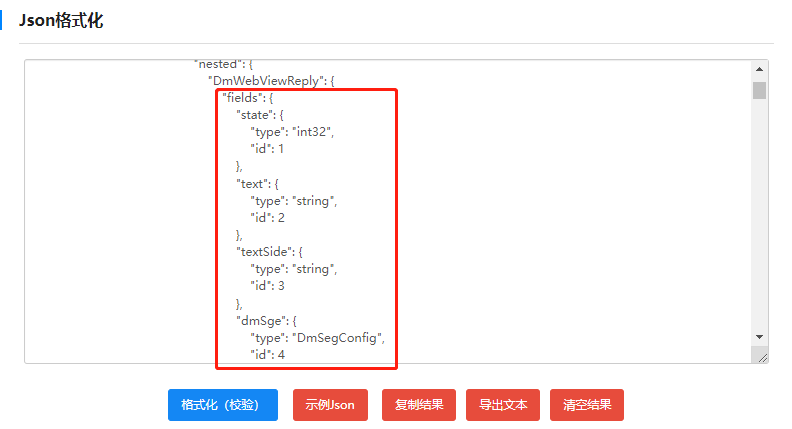 Json格式化
"nested": {
"DmWebViewReply": {
"fields": {
"state": {
"type": "int32",
"id": 1
},
"text": {
"type": "string",
"id": 2
},
"textSide": {
"type": "string",
"id": 3
},
"dmSge": {
"type": "DmSegConfig",
"id": 4
格式化（校验） 示例Json 复制结果 导出文本 清空结果